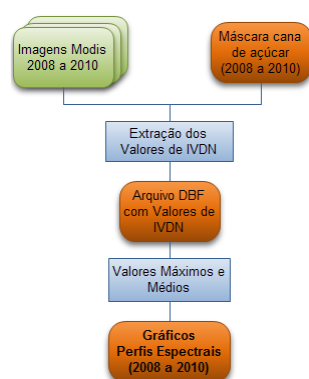 Imagens Modis
2008 a 2010
Máscara cana
de açúcar
(2008 a 2010)
Extração dos
Valores de IVDN
Arquivo DBF
com Valores de
IVDN
Valores Máximos e
Médios
Gráficos
Perfis Espectrais
(2008 a 2010)